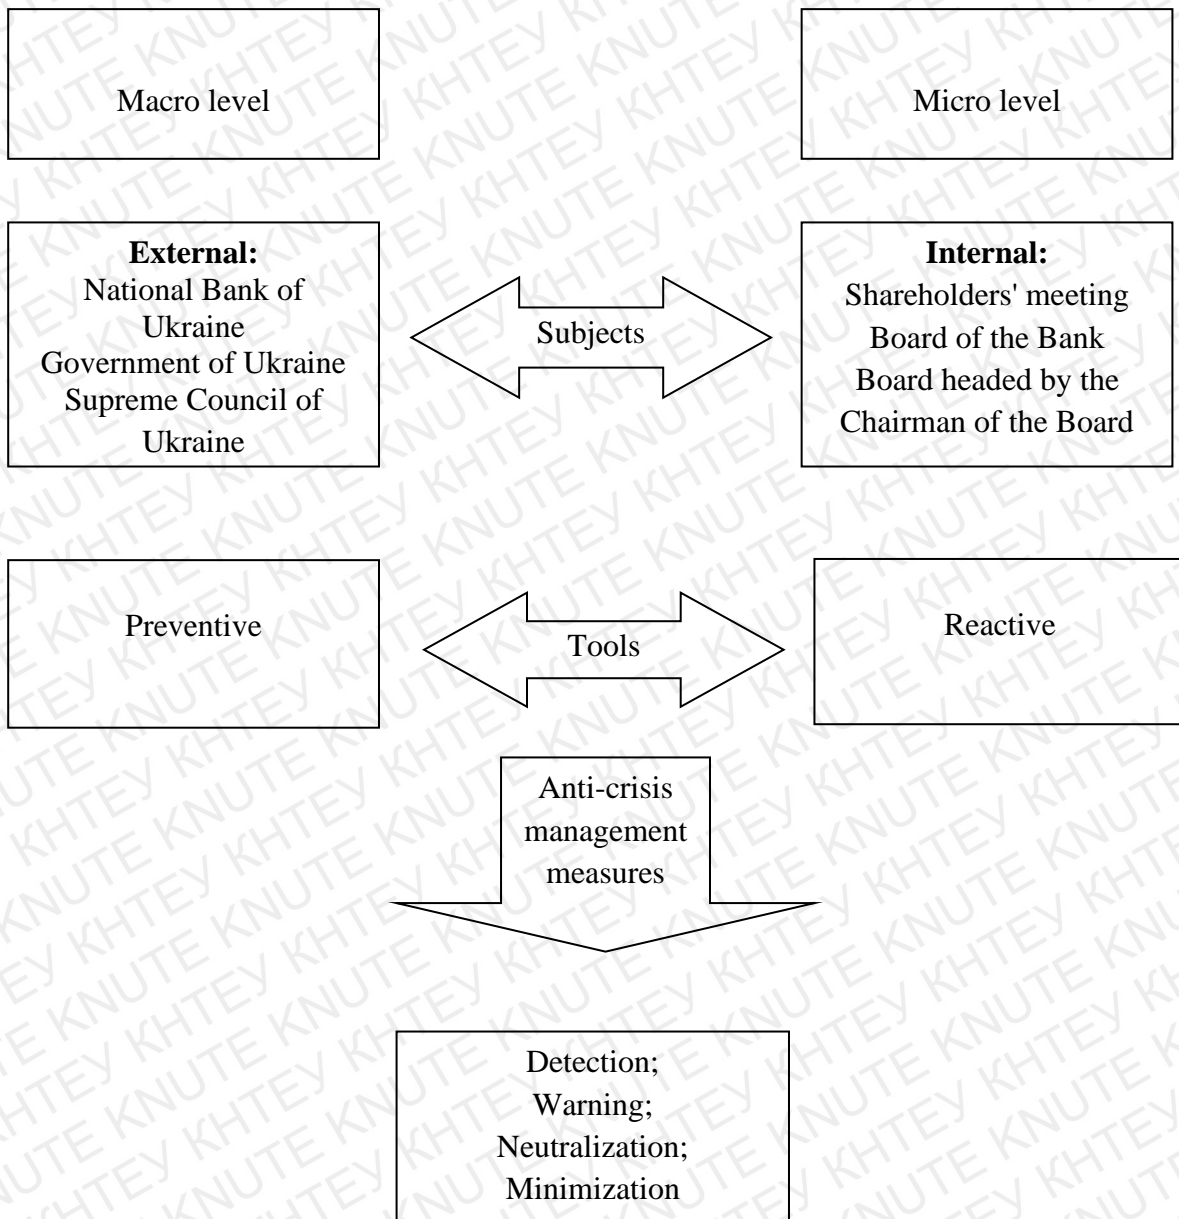 Macro level
Micro level
External:
National Bank of
Ukraine
Government of Ukraine
Supreme Council of
Ukraine
Subjects
Internal:
Shareholders' meeting
Board of the Bank
Board headed by the
Chairman of the Board
Preventive
Tools
Reactive
Anti-crisis
management
measures
Detection;
Warning;
Neutralization;
Minimization
КНТЕУ KNUTE